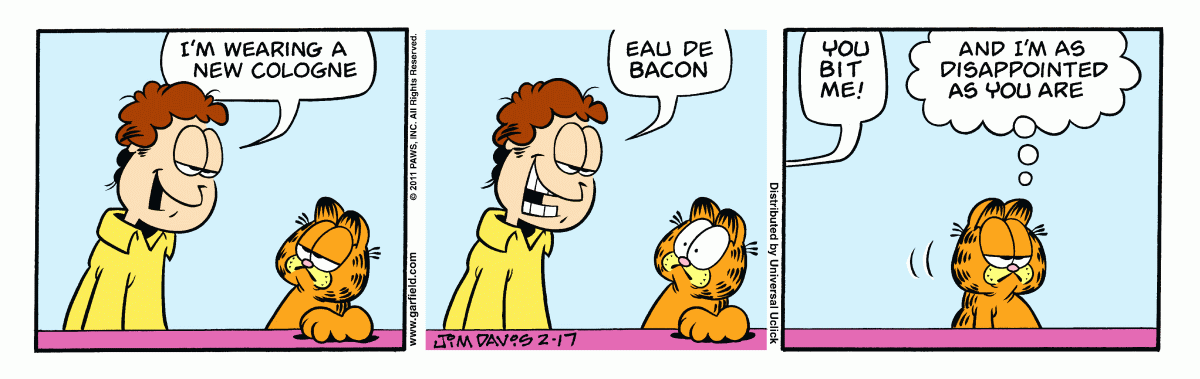 I'M WEARING A
NEW COLOGNE
© 2011 PAWS, INC. All Rights Reserved.
www.garfield.com
EAU DE
BACON
JIM DAVIS 2-17
Distributed by Universal Uclick
YOU
BIT
ME!
AND I'M AS
DISAPPOINTED
AS YOU ARE